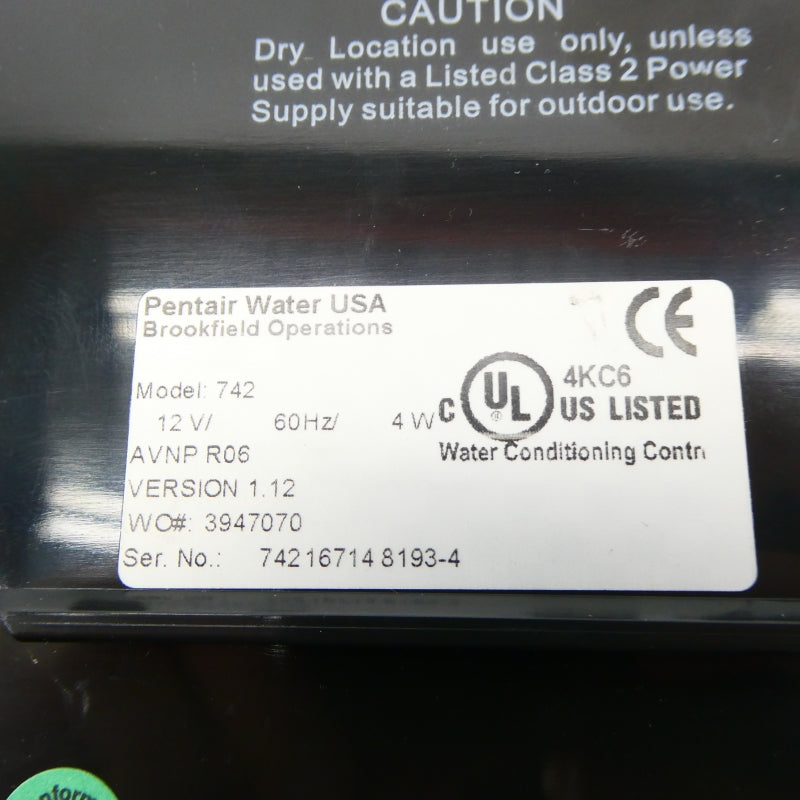 CAUTION
Dry Location use only, unless
used with a Listed Class 2 Power
Supply suitable for outdoor use.
Pentair Water USA
Brookfield Operations
CE
Model: 742
12 V/ 60Hz/ 4 W
C UL ® US LISTED
4KC6
Water Conditioning Contr
AVNP R06
VERSION 1.12
WO#: 3947070
Ser. No.: 74216714 8193-4